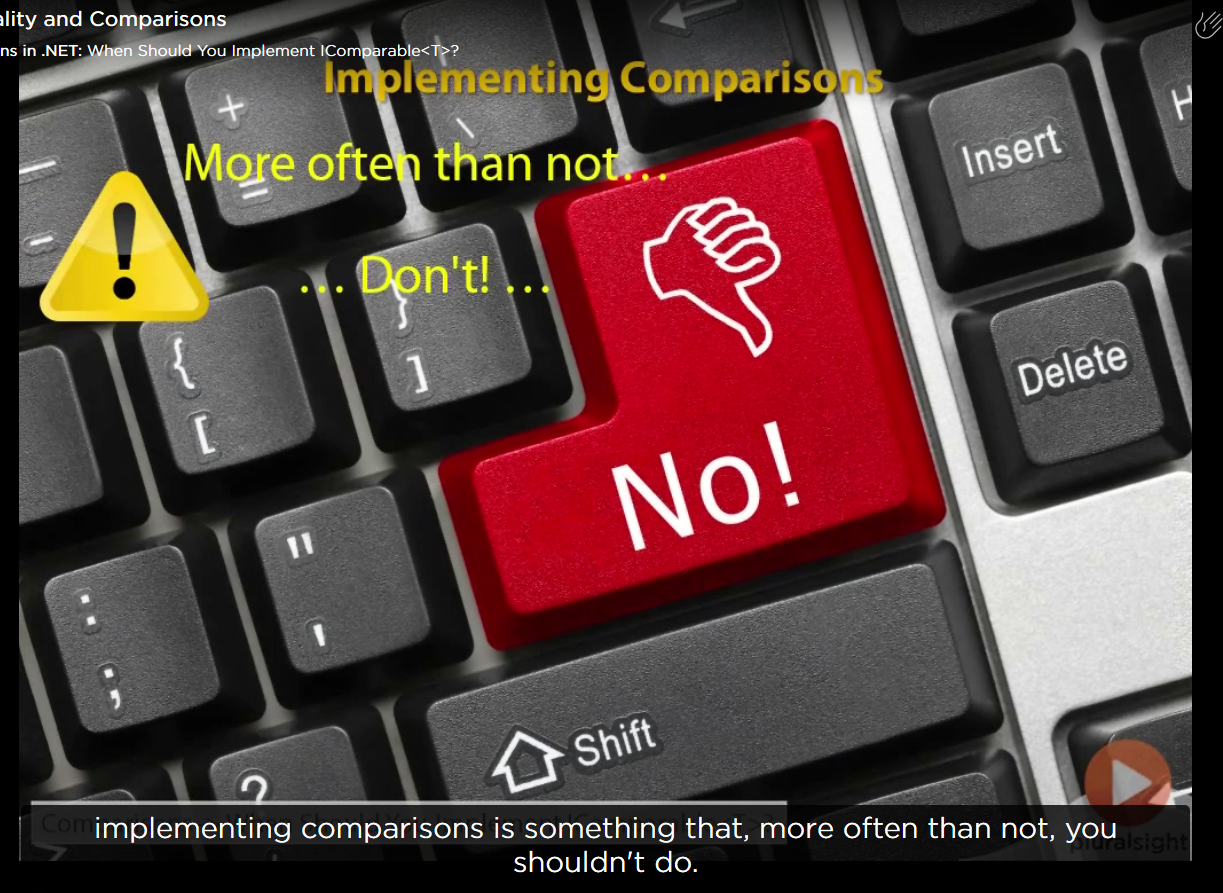 ality and Comparisons
ns in .NET: When Should You Implement IComparable<T>?
Implementing Comparisons
More often than not...
... Don't! ...
+
=
\
Insert
H
-
{
[
}
]
Delete
No!
"
'
:
;
Shift
?
implementing comparisons is something that, more often than not, you
shouldn't do.
pluralsight